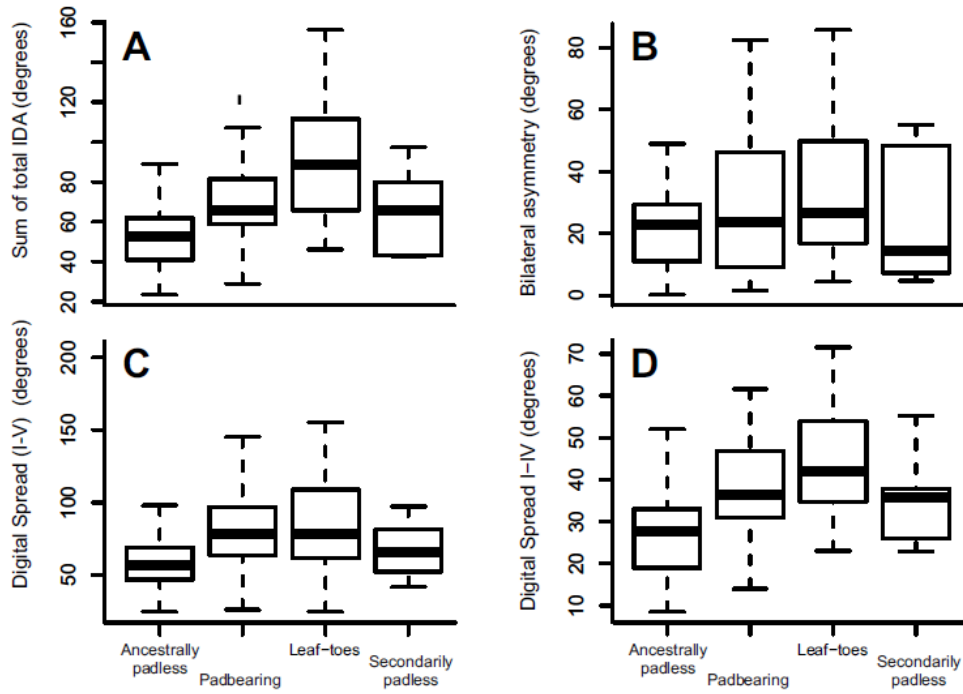 A
Sum of total IDA (degrees)
160
120
80
60
40
20
B
Bilateral asymmetry (degrees)
80
60
40
20
0
C
Digital Spread (I-V) (degrees)
200
150
100
50
D
Digital Spread I−IV (degrees)
70
60
50
40
30
20
10
Ancestrally
padless
Padbearing
Leaf−toes
Secondarily
padless
Ancestrally
padless
Padbearing
Leaf−toes
Secondarily
padless